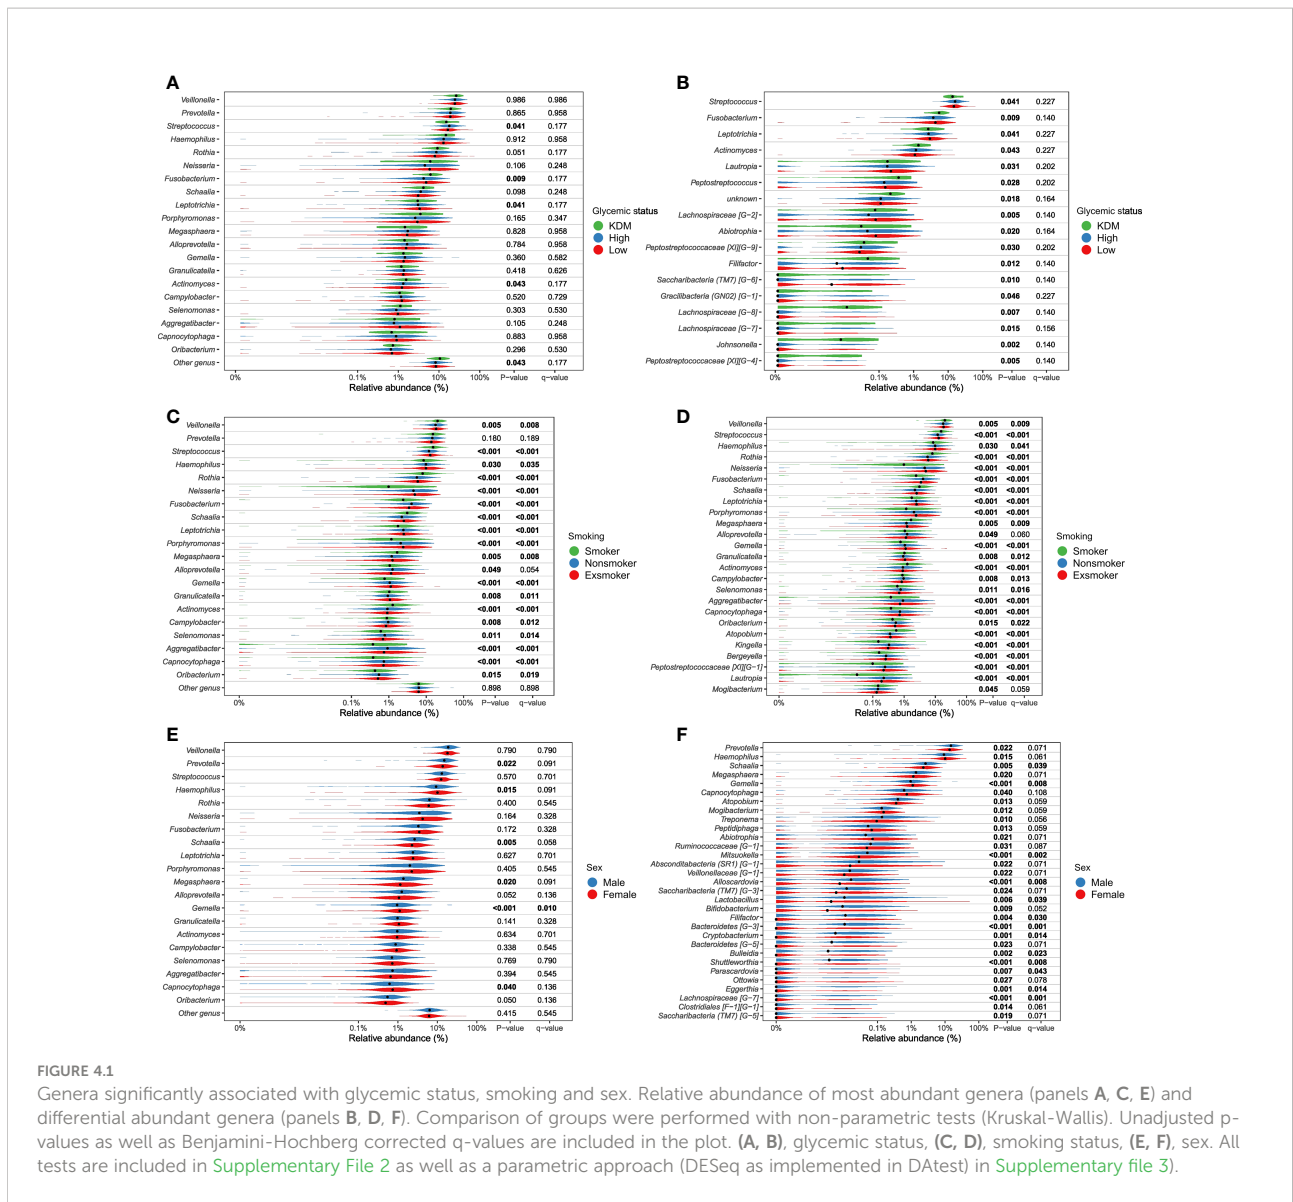 A
Veillonella 0.986 0.986
Prevotella 0.865 0.958
Streptococcus 0.041 0.177
Haemophilus 0.912 0.958
Rothia 0.051 0.177
Neisseria 0.106 0.248
Fusobacterium 0.009 0.177
Schaalia 0.098 0.248
Leptotrichia 0.041 0.177
Porphyromonas 0.165 0.347
Megasphaera 0.828 0.958
Alloprevotella 0.784 0.958
Gemella 0.360 0.582
Granulicatella 0.418 0.626
Actinomyces 0.043 0.177
Campylobacter 0.520 0.729
Selenomonas 0.303 0.530
Aggregatibacter 0.105 0.248
Capnocytophaga 0.883 0.958
Oribacterium 0.296 0.530
Other genus 0.043 0.177
0% 0.1% 1% 10% 100% P−value q−value
Relative abundance (%)
Glycemic status
KDM
High
Low
B
Streptococcus 0.041 0.227
Fusobacterium 0.009 0.140
Leptotrichia 0.041 0.227
Actinomyces 0.043 0.227
Lautropia 0.031 0.202
Peptostreptococcus 0.028 0.202
unknown 0.018 0.164
Lachnospiraceae [G−2] 0.005 0.140
Abiotrophia 0.020 0.164
Peptostreptococcaceae [XI][G−9] 0.030 0.202
Filifactor 0.012 0.140
Saccharibacteria (TM7) [G−6] 0.010 0.140
Gracilibacteria (GN02) [G−1] 0.046 0.227
Lachnospiraceae [G−8] 0.007 0.140
Lachnospiraceae [G−7] 0.015 0.156
Johnsonella 0.002 0.140
Peptostreptococcaceae [XI][G−4] 0.005 0.140
0% 0.1% 1% 10% 100% P−value q−value
Relative abundance (%)
Glycemic status
KDM
High
Low
C
Veillonella 0.005 0.008
Prevotella 0.180 0.189
Streptococcus <0.001 <0.001
Haemophilus 0.030 0.035
Rothia <0.001 <0.001
Neisseria <0.001 <0.001
Fusobacterium <0.001 <0.001
Schaalia <0.001 <0.001
Leptotrichia <0.001 <0.001
Porphyromonas <0.001 <0.001
Megasphaera 0.005 0.008
Alloprevotella 0.049 0.054
Gemella <0.001 <0.001
Granulicatella 0.008 0.011
Actinomyces <0.001 <0.001
Campylobacter 0.008 0.012
Selenomonas 0.011 0.014
Aggregatibacter <0.001 <0.001
Capnocytophaga <0.001 <0.001
Oribacterium 0.015 0.019
Other genus 0.898 0.898
0% 0.1% 1% 10% 100% P−value q−value
Relative abundance (%)
Smoking
Smoker
Nonsmoker
Exsmoker
D
Veillonella 0.005 0.009
Streptococcus <0.001 <0.001
Haemophilus 0.030 0.041
Rothia <0.001 <0.001
Neisseria <0.001 <0.001
Fusobacterium <0.001 <0.001
Schaalia <0.001 <0.001
Leptotrichia <0.001 <0.001
Porphyromonas <0.001 <0.001
Megasphaera 0.005 0.009
Alloprevotella 0.049 0.060
Gemella <0.001 <0.001
Granulicatella 0.008 0.012
Actinomyces <0.001 <0.001
Campylobacter 0.008 0.013
Selenomonas 0.011 0.016
Aggregatibacter <0.001 <0.001
Capnocytophaga <0.001 <0.001
Oribacterium 0.015 0.022
Atopobium <0.001 <0.001
Kingella <0.001 <0.001
Bergeyella <0.001 <0.001
Peptostreptococcaceae [XI][G−1] <0.001 <0.001
Lautropia <0.001 <0.001
Mogibacterium 0.045 0.059
0% 0.1% 1% 10% 100% P−value q−value
Relative abundance (%)
Smoking
Smoker
Nonsmoker
Exsmoker
E
Veillonella 0.790 0.790
Prevotella 0.022 0.091
Streptococcus 0.570 0.701
Haemophilus 0.015 0.091
Rothia 0.400 0.545
Neisseria 0.164 0.328
Fusobacterium 0.172 0.328
Schaalia 0.005 0.058
Leptotrichia 0.627 0.701
Porphyromonas 0.405 0.545
Megasphaera 0.020 0.091
Alloprevotella 0.052 0.136
Gemella <0.001 0.010
Granulicatella 0.141 0.328
Actinomyces 0.634 0.701
Campylobacter 0.338 0.545
Selenomonas 0.769 0.790
Aggregatibacter 0.394 0.545
Capnocytophaga 0.040 0.136
Oribacterium 0.050 0.136
Other genus 0.415 0.545
0% 0.1% 1% 10% 100% P−value q−value
Relative abundance (%)
Sex
Male
Female
F
Prevotella 0.022 0.071
Haemophilus 0.015 0.061
Schaalia 0.005 0.039
Megasphaera 0.020 0.071
Gemella <0.001 0.008
Capnocytophaga 0.040 0.108
Atopobium 0.013 0.059
Mogibacterium 0.012 0.059
Treponema 0.010 0.056
Peptidiphaga 0.013 0.059
Abiotrophia 0.021 0.071
Ruminococcaceae [G−1] 0.031 0.087
Mitsuokella <0.001 0.002
Absconditabacteria (SR1) [G−1] 0.022 0.071
Veillonellaceae [G−1] 0.022 0.071
Alloscardovia <0.001 0.008
Saccharibacteria (TM7) [G−3] 0.024 0.071
Lactobacillus 0.006 0.039
Bifidobacterium 0.009 0.052
Filifactor 0.004 0.030
Bacteroidetes [G−3] <0.001 0.001
Cryptobacterium 0.001 0.014
Bacteroidetes [G−5] 0.023 0.071
Bulleidia 0.002 0.023
Shuttleworthia <0.001 0.008
Parascardovia 0.007 0.043
Ottowia 0.027 0.078
Eggerthia 0.001 0.014
Lachnospiraceae [G−7] <0.001 0.001
Clostridiales [F−1][G−1] 0.014 0.061
Saccharibacteria (TM7) [G−5] 0.019 0.071
0% 0.1% 1% 10% 100% P−value q−value
Relative abundance (%)
Sex
Male
Female
FIGURE 4.1
Genera significantly associated with glycemic status, smoking and sex. Relative abundance of most abundant genera (panels A, C, E) and
differential abundant genera (panels B, D, F). Comparison of groups were performed with non-parametric tests (Kruskal-Wallis). Unadjusted p-
values as well as Benjamini-Hochberg corrected q-values are included in the plot. (A, B), glycemic status, (C, D), smoking status, (E, F), sex. All
tests are included in Supplementary File 2 as well as a parametric approach (DESeq as implemented in DAtest) in Supplementary file 3).